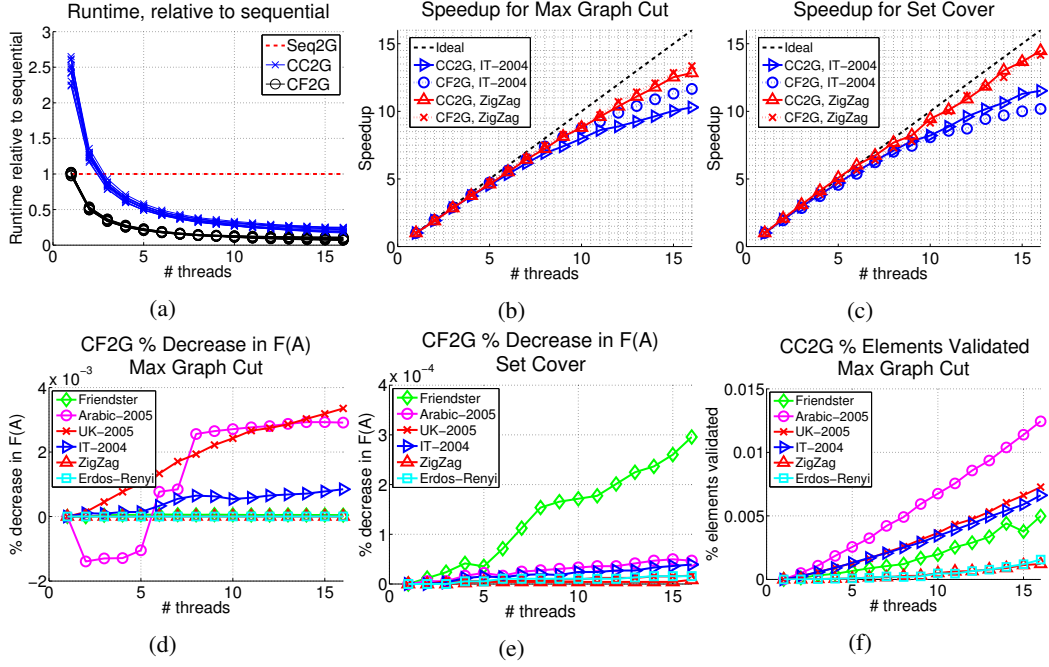 Runtime, relative to sequential
Runtime relative to sequential
3
2.5
2
1.5
1
0.5
0
Seq2G
CC2G
CF2G
5
10
15
# threads
(a)
Speedup for Max Graph Cut
Speedup
15
10
5
0
Ideal
CC2G, IT-2004
CF2G, IT-2004
CC2G, ZigZag
CF2G, ZigZag
0
5
10
15
# threads
(b)
Speedup for Set Cover
Speedup
15
10
5
0
Ideal
CC2G, IT-2004
CF2G, IT-2004
CC2G, ZigZag
CF2G, ZigZag
0
5
10
15
# threads
(c)
CF2G % Decrease in F(A)
Max Graph Cut
x 10⁻³
% decrease in F(A)
4
2
0
−2
Friendster
Arabic-2005
UK-2005
IT-2004
ZigZag
Erdos-Renyi
5
10
15
# threads
(d)
CF2G % Decrease in F(A)
Set Cover
x 10⁻⁴
% decrease in F(A)
4
3
2
1
0
Friendster
Arabic-2005
UK-2005
IT-2004
ZigZag
Erdos-Renyi
0
5
10
15
# threads
(e)
CC2G % Elements Validated
Max Graph Cut
% elements validated
0.015
0.01
0.005
0
Friendster
Arabic-2005
UK-2005
IT-2004
ZigZag
Erdos-Renyi
0
5
10
15
# threads
(f)